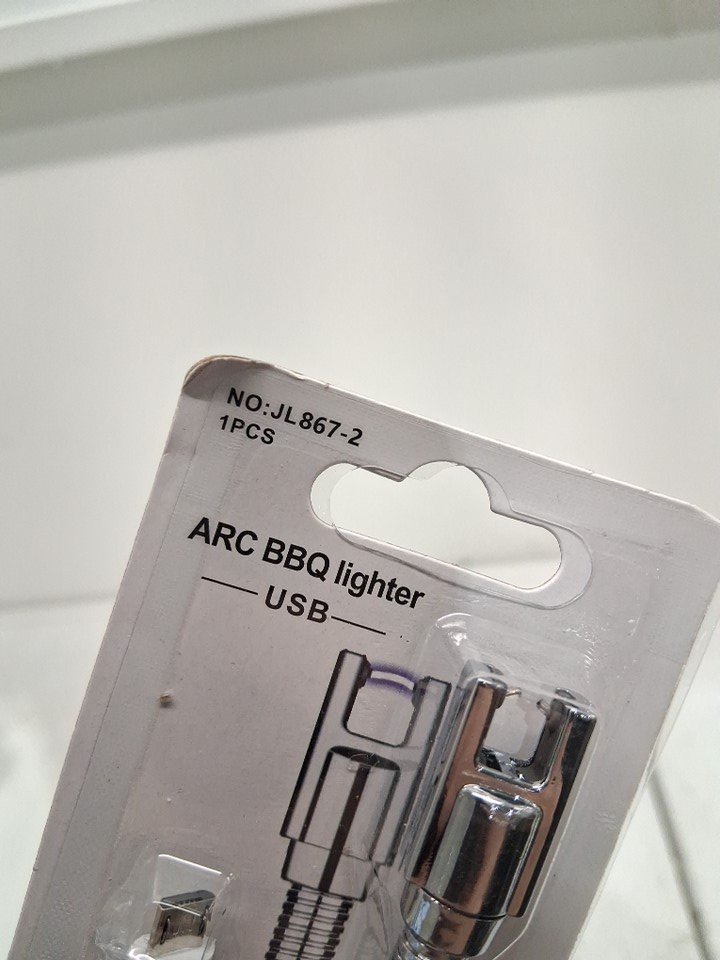 NO:JL867-2
1PCS
ARC BBQ lighter
USB